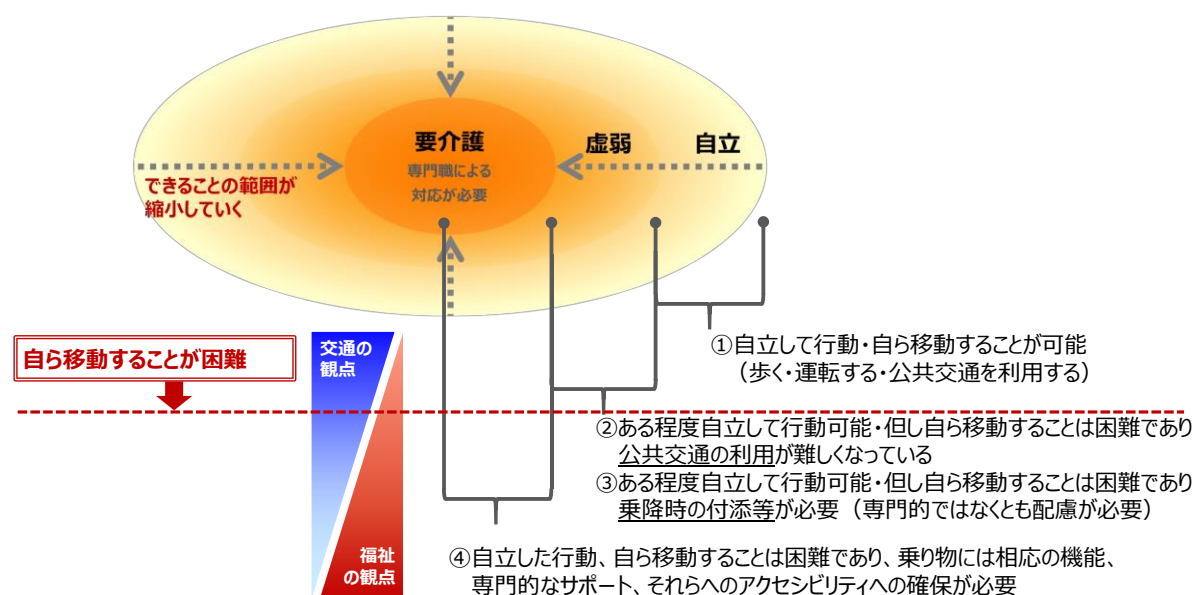 要介護
専門職による
対応が必要
虚弱
自立
できることの範囲が
縮小していく
自ら移動することが困難
交通の
観点
福祉
の観点
①自立して行動・自ら移動することが可能
（歩く・運転する・公共交通を利用する）
②ある程度自立して行動可能・但し自ら移動することは困難であり
公共交通の利用が難しくなっている
③ある程度自立して行動可能・但し自ら移動することは困難であり
乗降時の付添等が必要（専門的ではなくとも配慮が必要）
④自立した行動、自ら移動することは困難であり、乗り物には相応の機能、
専門的なサポート、それらへのアクセシビリティへの確保が必要